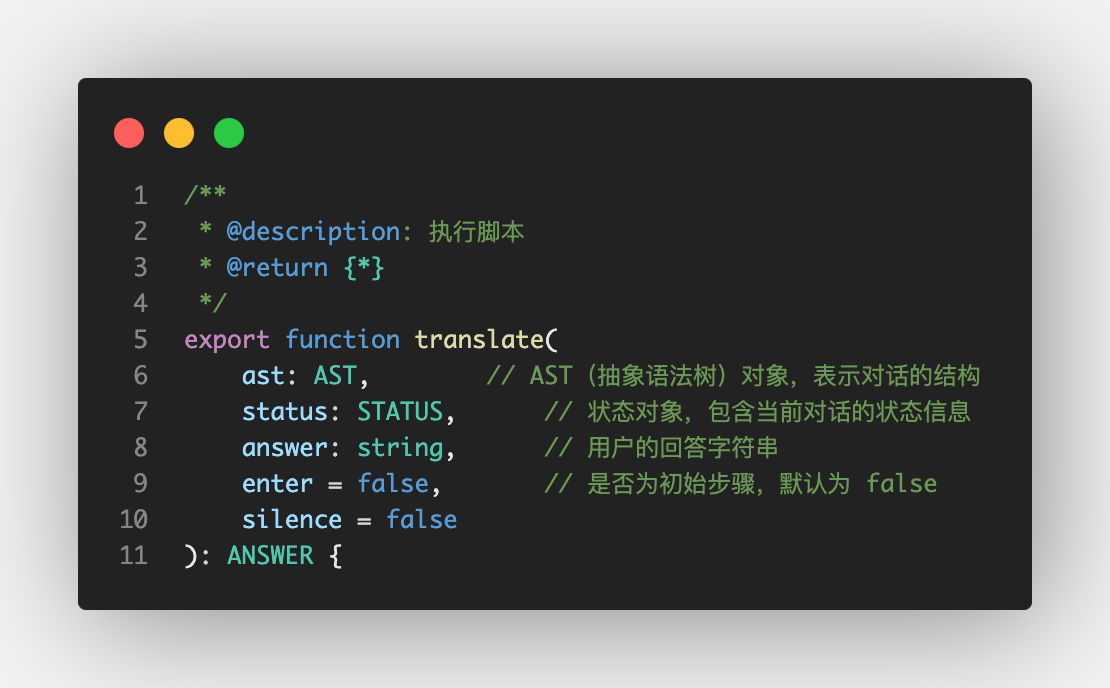 1 /**
2  * @description: 执行脚本
3  * @return {*}
4  */
5 export function translate(
6     ast: AST,        // AST（抽象语法树）对象，表示对话的结构
7     status: STATUS,      // 状态对象，包含当前对话的状态信息
8     answer: string,      // 用户的回答字符串
9     enter = false,       // 是否为初始步骤，默认为 false
10     silence = false
11 ): ANSWER {